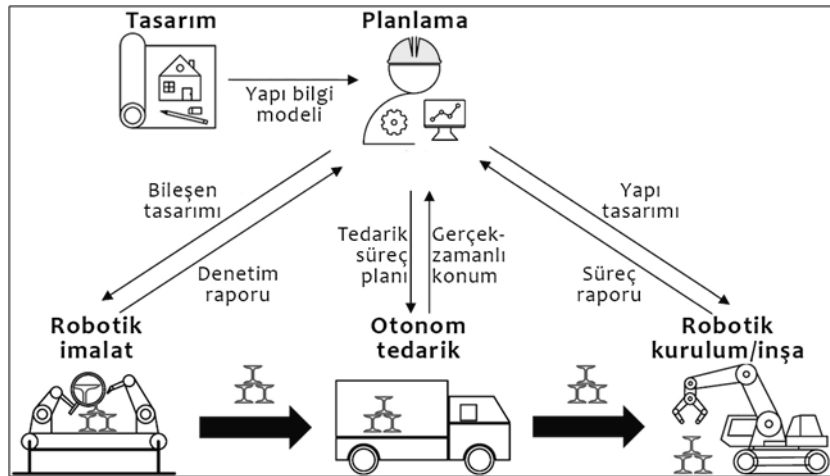 Tasarım
Planlama
Yapı bilgi
modeli
Bileşen
tasarımı
Denetim
raporu
Tedarik
süreç
planı
Gerçek-
zamanlı
konum
Yapı
tasarımı
Süreç
raporu
Robotik
imalat
Otonom
tedarik
Robotik
kurulum/inşa